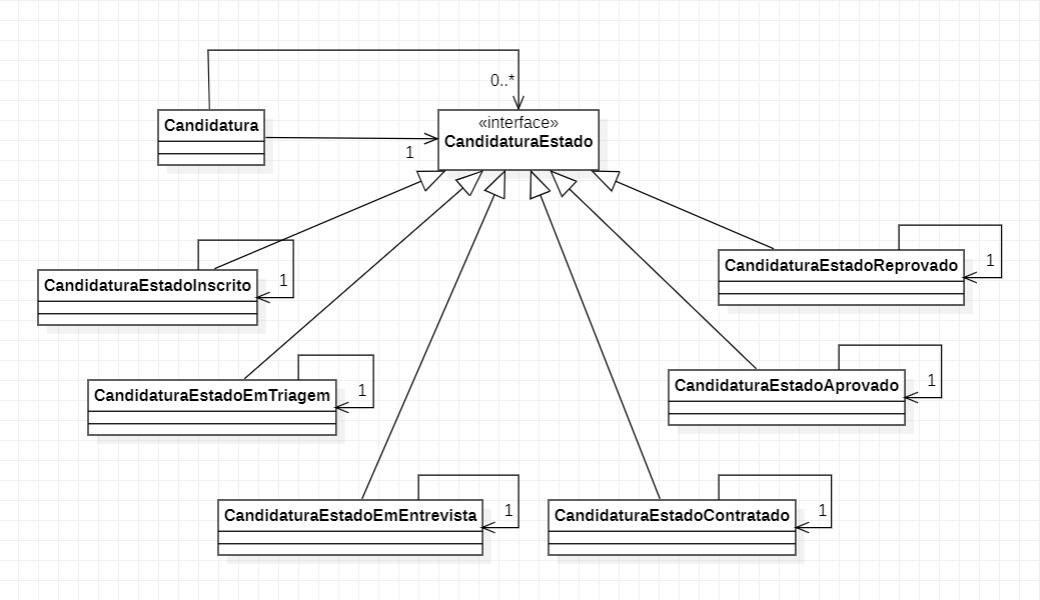 0..*
Candidatura
«interface»
CandidaturaEstado
1
CandidaturaEstadoInscrito
1
CandidaturaEstadoReprovado
1
CandidaturaEstadoEmTriagem
1
CandidaturaEstadoAprovado
1
CandidaturaEstadoEmEntrevista
1
CandidaturaEstadoContratado
1